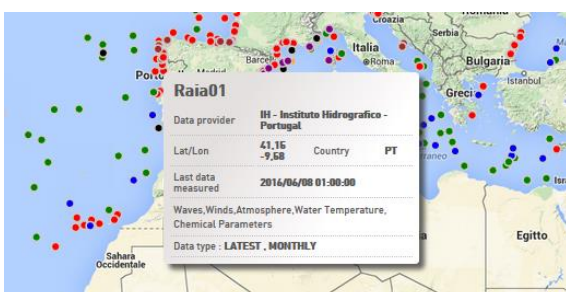 Croazia
Serbia
Italia
Roma
Barcel
Madrid
Bulgaria
Istanbul
Greci
Raia01
Data provider IH - Instituto Hidrografico -
Portugal
Lat/Lon 41,15 Country PT
-9,58
Last data
measured 2016/06/08 01:00:00
Waves,Winds,Atmosphere,Water Temperature,
Chemical Parameters
Data type : LATEST , MONTHLY
Egitto
Sahara
Occidentale